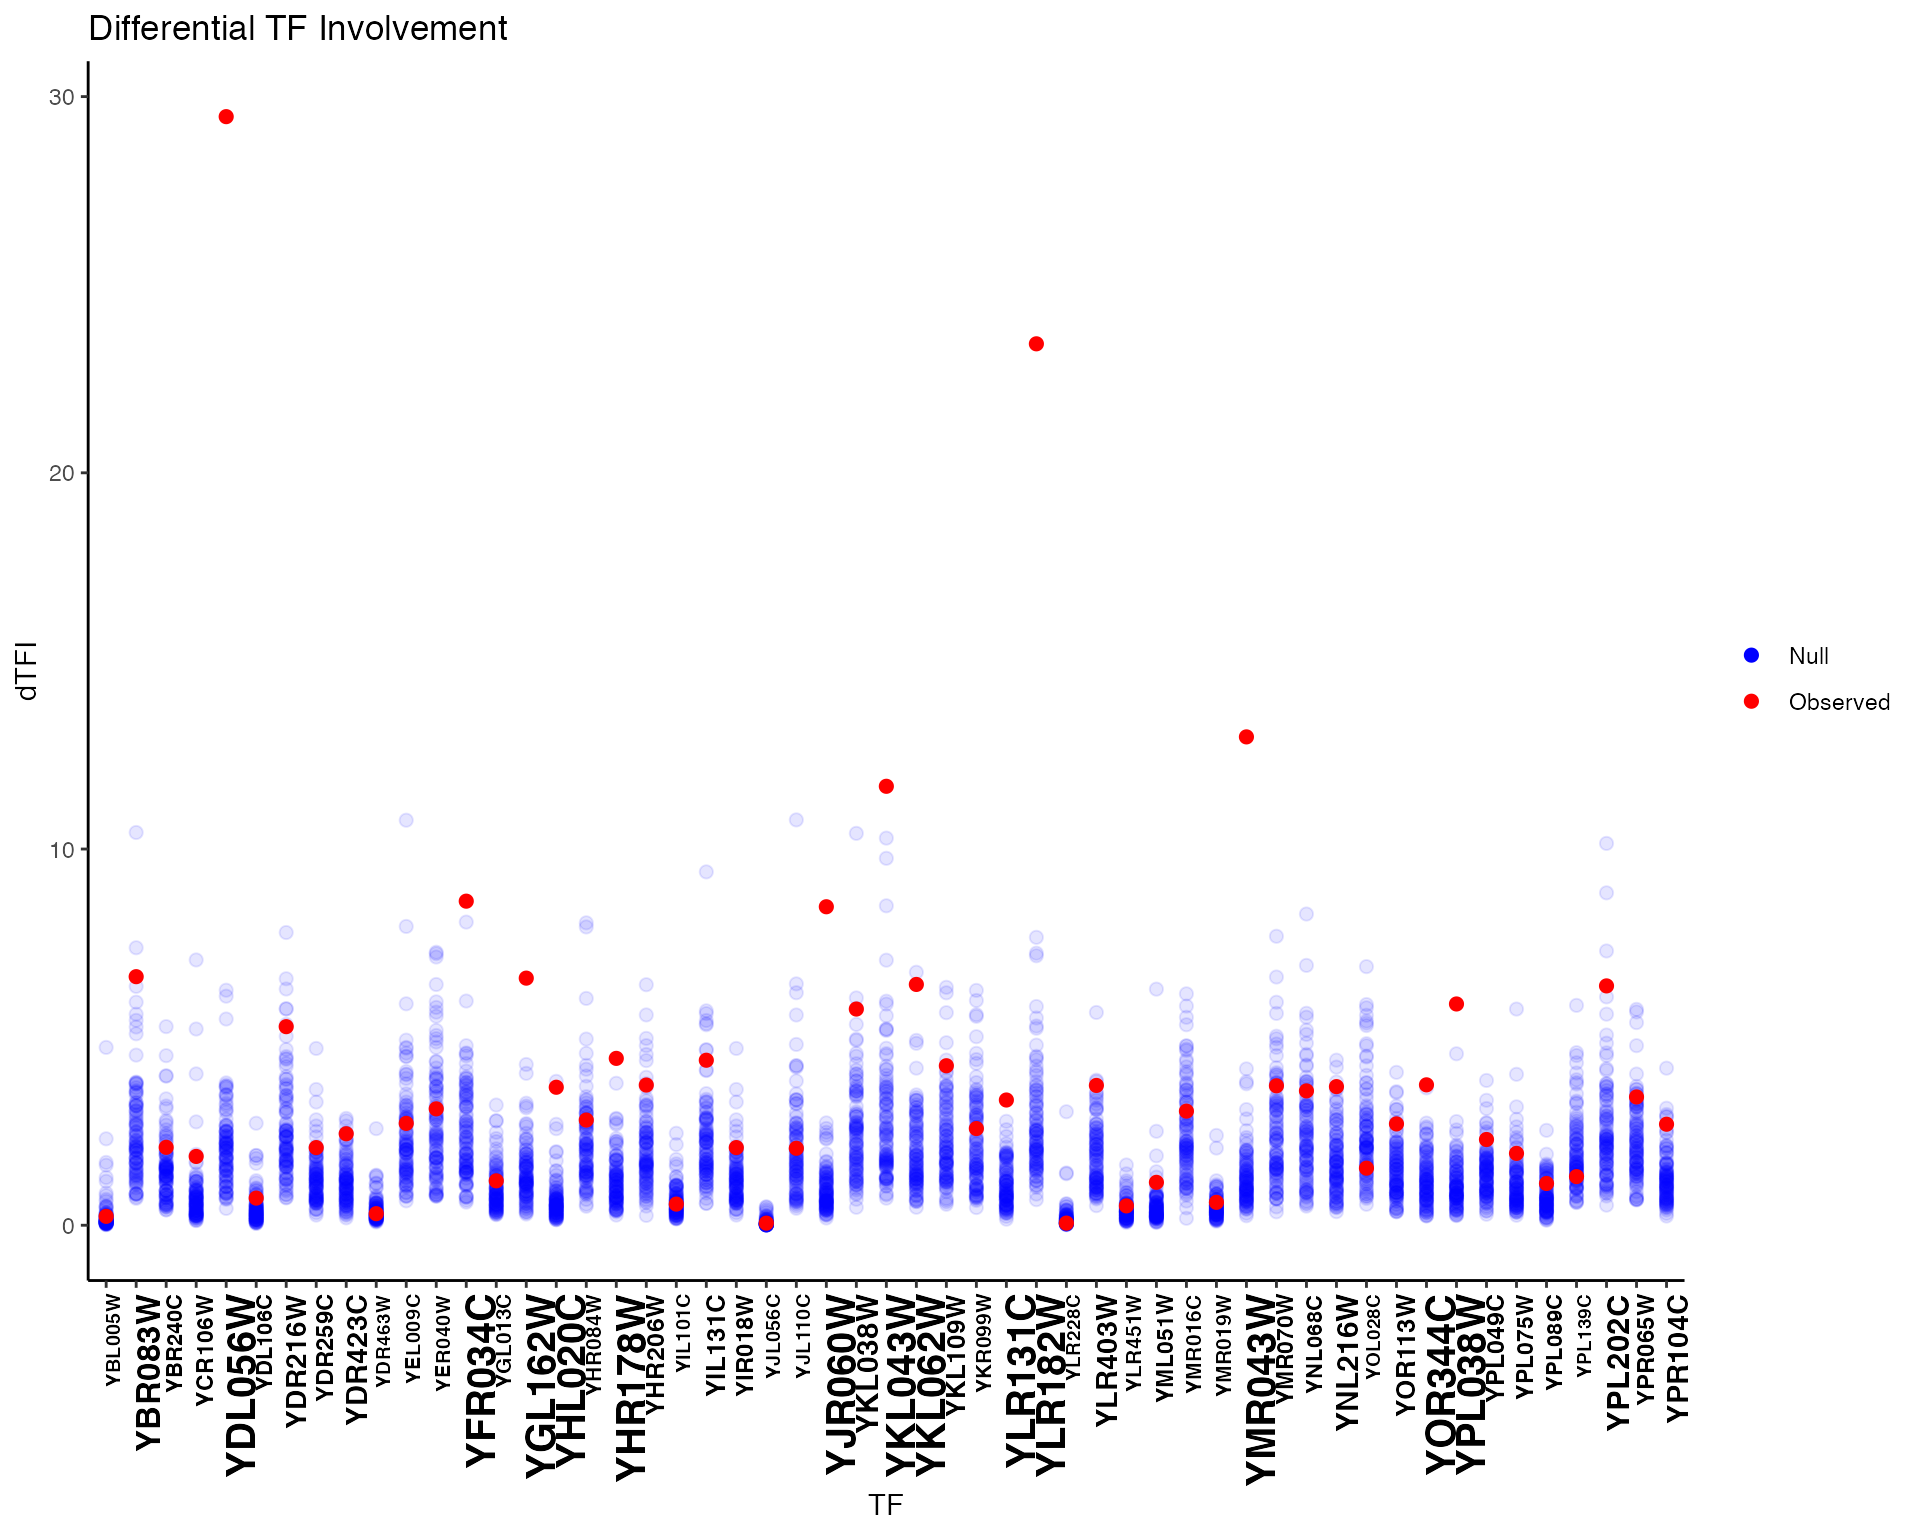 Differential TF Involvement
30
20
10
0
dTFI
Null
Observed
YBL005W
YBR083W
YBR240C
YCR106W
YDL056W
YDL106C
YDR216W
YDR259C
YDR423C
YDR463W
YEL009C
YER040W
YFR034C
YGL013C
YGL162W
YHL020C
YHR084W
YHR178W
YHR206W
YIL101C
YIL131C
YIR018W
YJL056C
YJL110C
YJR060W
YKL038W
YKL043W
YKL062W
YKL109W
YKR099W
YLR131C
YLR182W
YLR228C
YLR403W
YLR451W
YML051W
YMR016C
YMR019W
YMR043W
YMR070W
YNL068C
YNL216W
YOL028C
YOR113W
YOR344C
YPL038W
YPL049C
YPL075W
YPL089C
YPL139C
YPL202C
YPR065W
YPR104C
TF